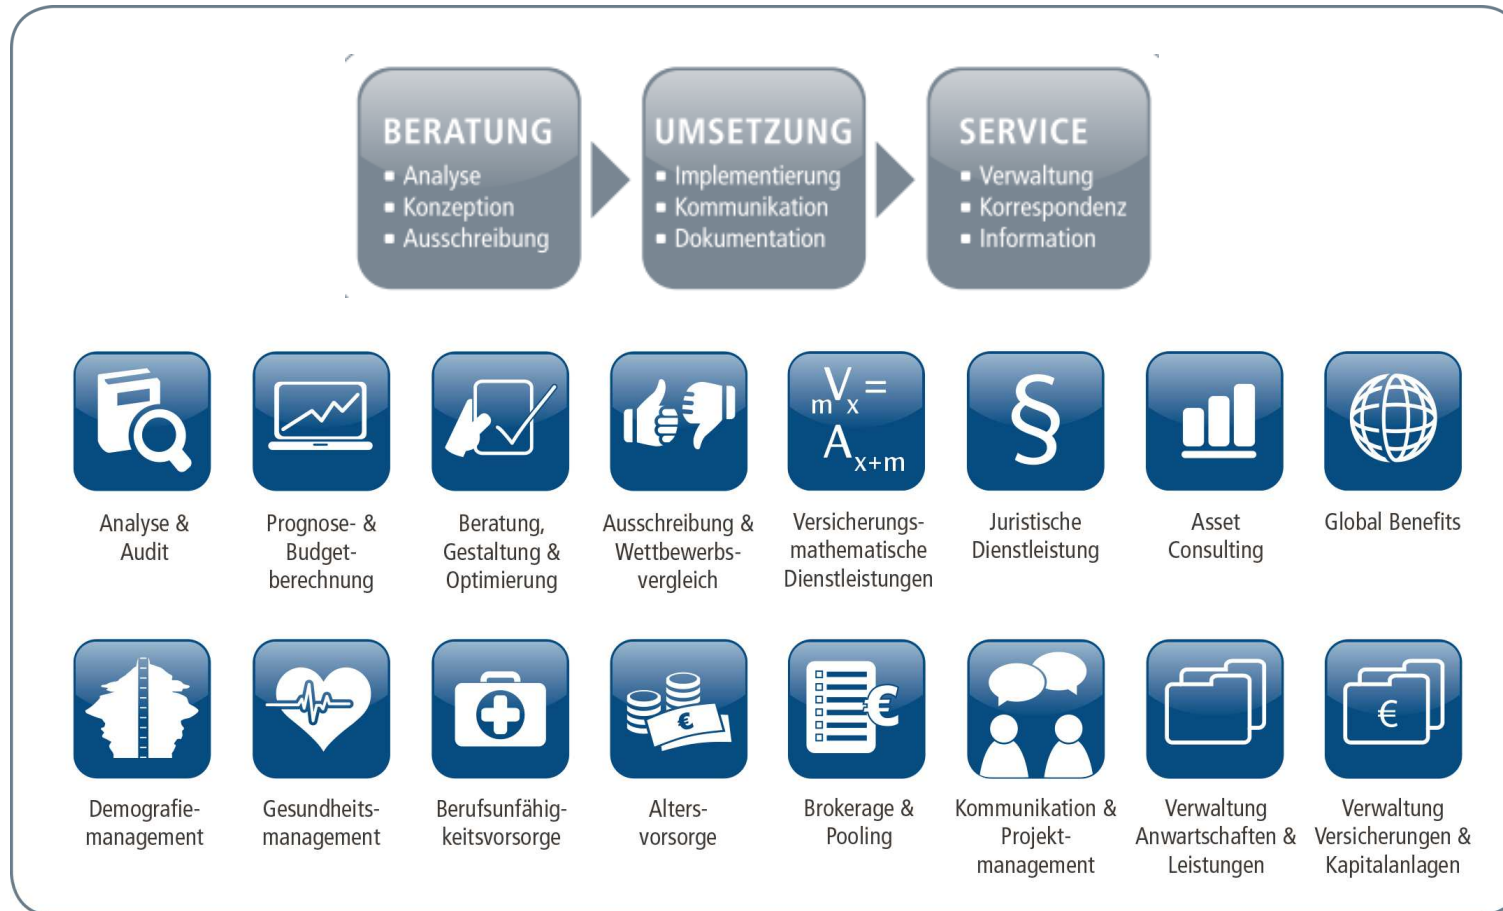 BERATUNG
▪ Analyse
▪ Konzeption
▪ Ausschreibung
UMSETZUNG
▪ Implementierung
▪ Kommunikation
▪ Dokumentation
SERVICE
▪ Verwaltung
▪ Korrespondenz
▪ Information
mVx =
Ax+m
§
Analyse &
Audit
Prognose- &
Budget-
berechnung
Beratung,
Gestaltung &
Optimierung
Ausschreibung &
Wettbewerbs-
vergleich
Versicherungs-
mathematische
Dienstleistungen
Juristische
Dienstleistung
Asset
Consulting
Global Benefits
€
€
€
Demografie-
management
Gesundheits-
management
Berufsunfähig-
keitsvorsorge
Alters-
vorsorge
Brokerage &
Pooling
Kommunikation &
Projekt-
management
Verwaltung
Anwartschaften &
Leistungen
Verwaltung
Versicherungen &
Kapitalanlagen